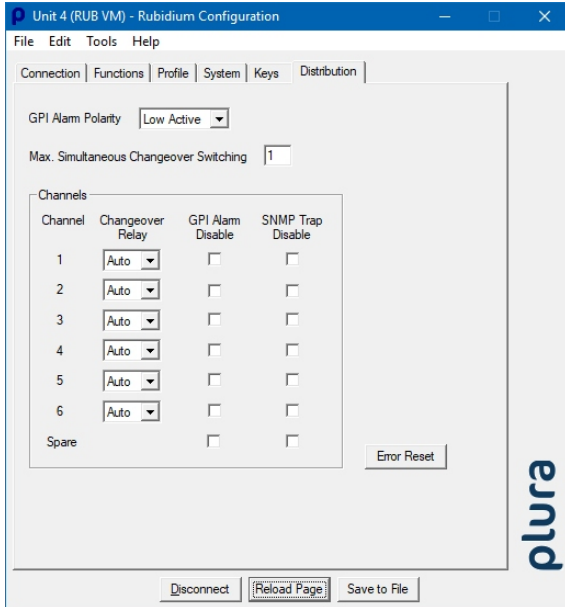 Unit 4 (RUB VM) - Rubidium Configuration
File Edit Tools Help
Connection Functions Profile System Keys Distribution
GPI Alarm Polarity Low Active
Max. Simultaneous Changeover Switching 1
Channels
Channel Changeover Relay GPI Alarm Disable SNMP Trap Disable
1 Auto
2 Auto
3 Auto
4 Auto
5 Auto
6 Auto
Spare
Error Reset
plura
Disconnect Reload Page Save to File